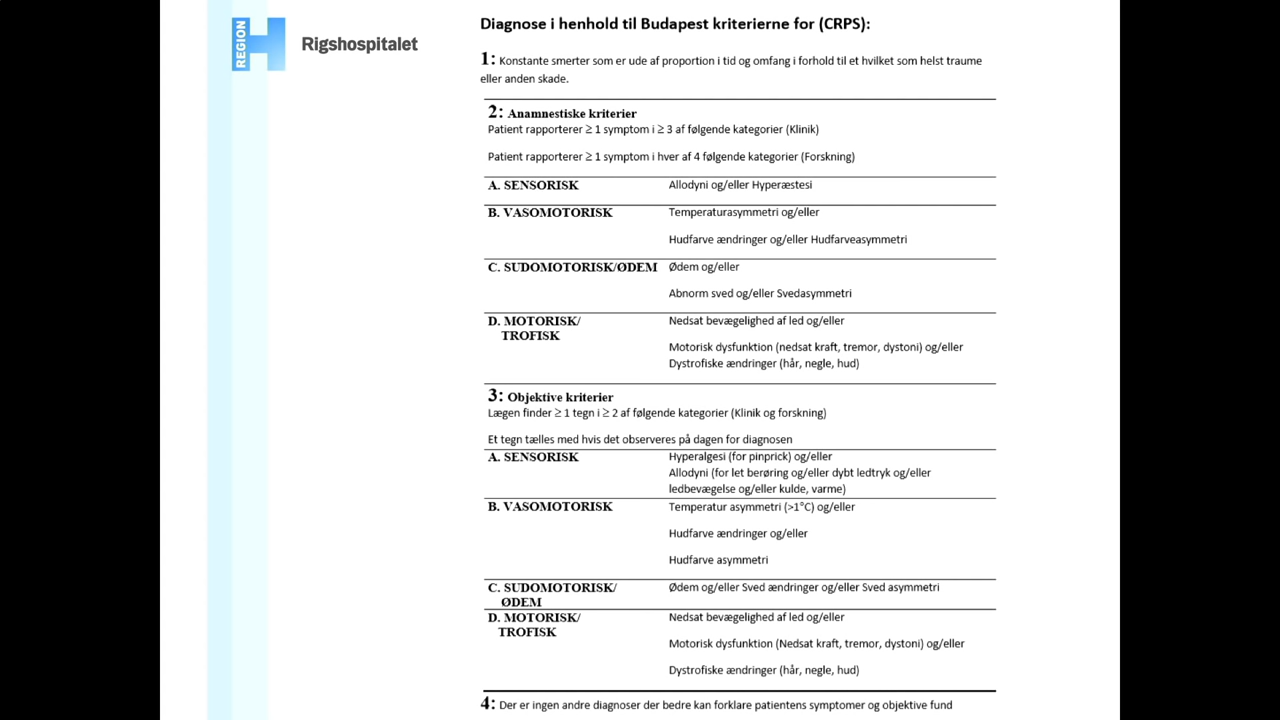 REGION
H
Rigshospitalet
Diagnose i henhold til Budapest kriterierne for (CRPS):
1: Konstante smerter som er ude af proportion i tid og omfang i forhold til et hvilket som helst traume
eller anden skade.
2: Anamnestiske kriterier
Patient rapporterer ≥ 1 symptom i ≥ 3 af følgende kategorier (Klinik)
Patient rapporterer ≥ 1 symptom i hver af 4 følgende kategorier (Forskning)
A. SENSORISK Allodyni og/eller Hyperæstesi
B. VASOMOTORISK Temperaturasymmetri og/eller
Hudfarve ændringer og/eller Hudfarveasymmetri
C. SUDOMOTORISK/ØDEM Ødem og/eller
Abnorm sved og/eller Svedasymmetri
D. MOTORISK/ Nedsat bevægelighed af led og/eller
TROFISK
Motorisk dysfunktion (nedsat kraft, tremor, dystoni) og/eller
Dystrofiske ændringer (hår, negle, hud)
3: Objektive kriterier
Lægen finder ≥ 1 tegn i ≥ 2 af følgende kategorier (Klinik og forskning)
Et tegn tælles med hvis det observeres på dagen for diagnosen
A. SENSORISK Hyperalgesi (for pinprick) og/eller
Allodyni (for let berøring og/eller dybt ledtryk og/eller
ledbevægelse og/eller kulde, varme)
B. VASOMOTORISK Temperatur asymmetri (>1°C) og/eller
Hudfarve ændringer og/eller
Hudfarve asymmetri
C. SUDOMOTORISK/ Ødem og/eller Sved ændringer og/eller Sved asymmetri
ØDEM
D. MOTORISK/ Nedsat bevægelighed af led og/eller
TROFISK
Motorisk dysfunktion (Nedsat kraft, tremor, dystoni) og/eller
Dystrofiske ændringer (hår, negle, hud)
4: Der er ingen andre diagnoser der bedre kan forklare patientens symptomer og objektive fund